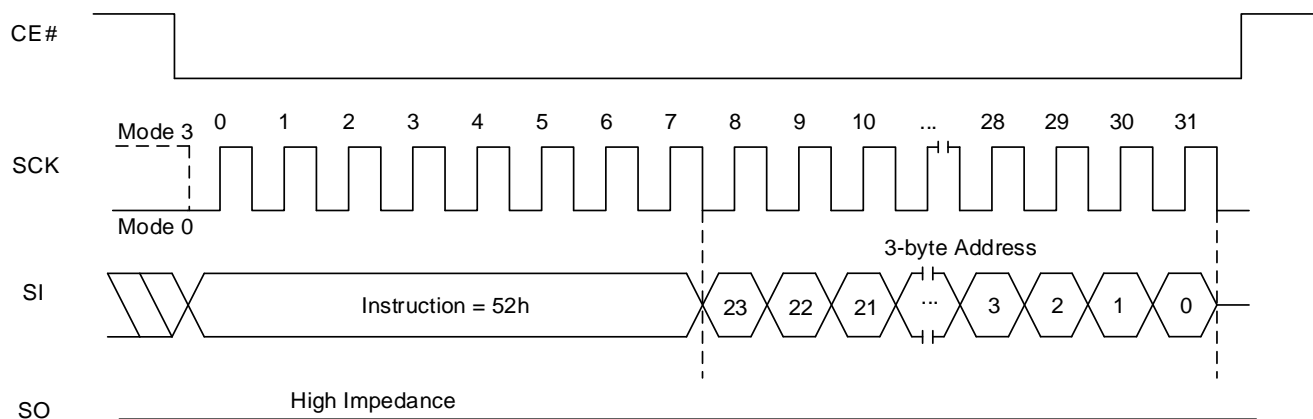 CE#
0 1 2 3 4 5 6 7 8 9 10 ... 28 29 30 31
Mode 3
SCK
Mode 0
3-byte Address
SI
Instruction = 52h
23 22 21 ... 3 2 1 0
High Impedance
SO